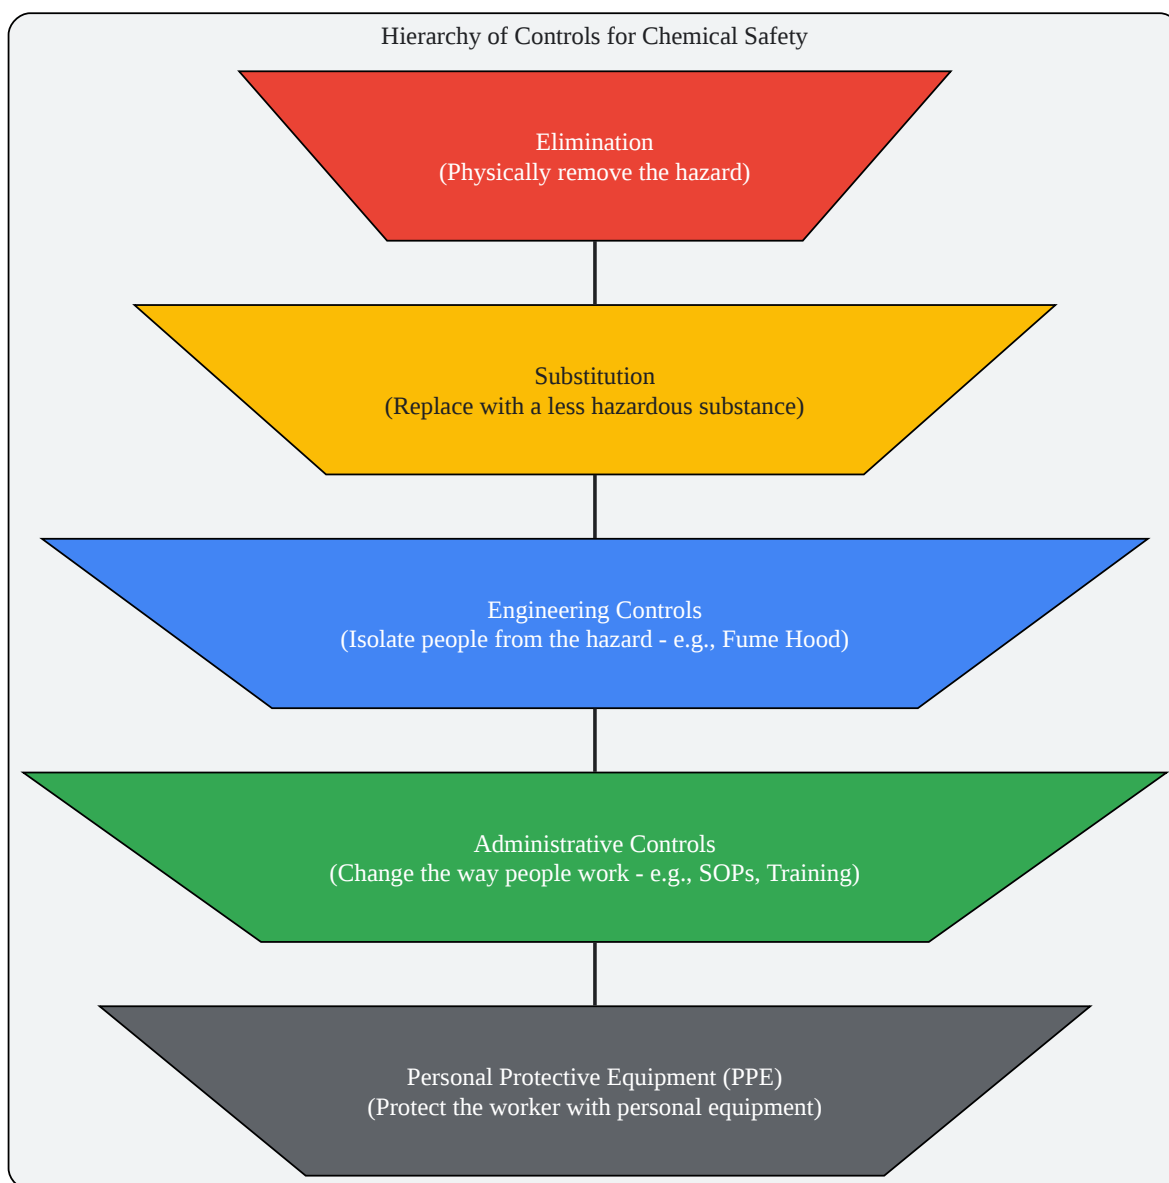 Hierarchy of Controls for Chemical Safety
Elimination
(Physically remove the hazard)
Substitution
(Replace with a less hazardous substance)
Engineering Controls
(Isolate people from the hazard - e.g., Fume Hood)
Administrative Controls
(Change the way people work - e.g., SOPs, Training)
Personal Protective Equipment (PPE)
(Protect the worker with personal equipment)